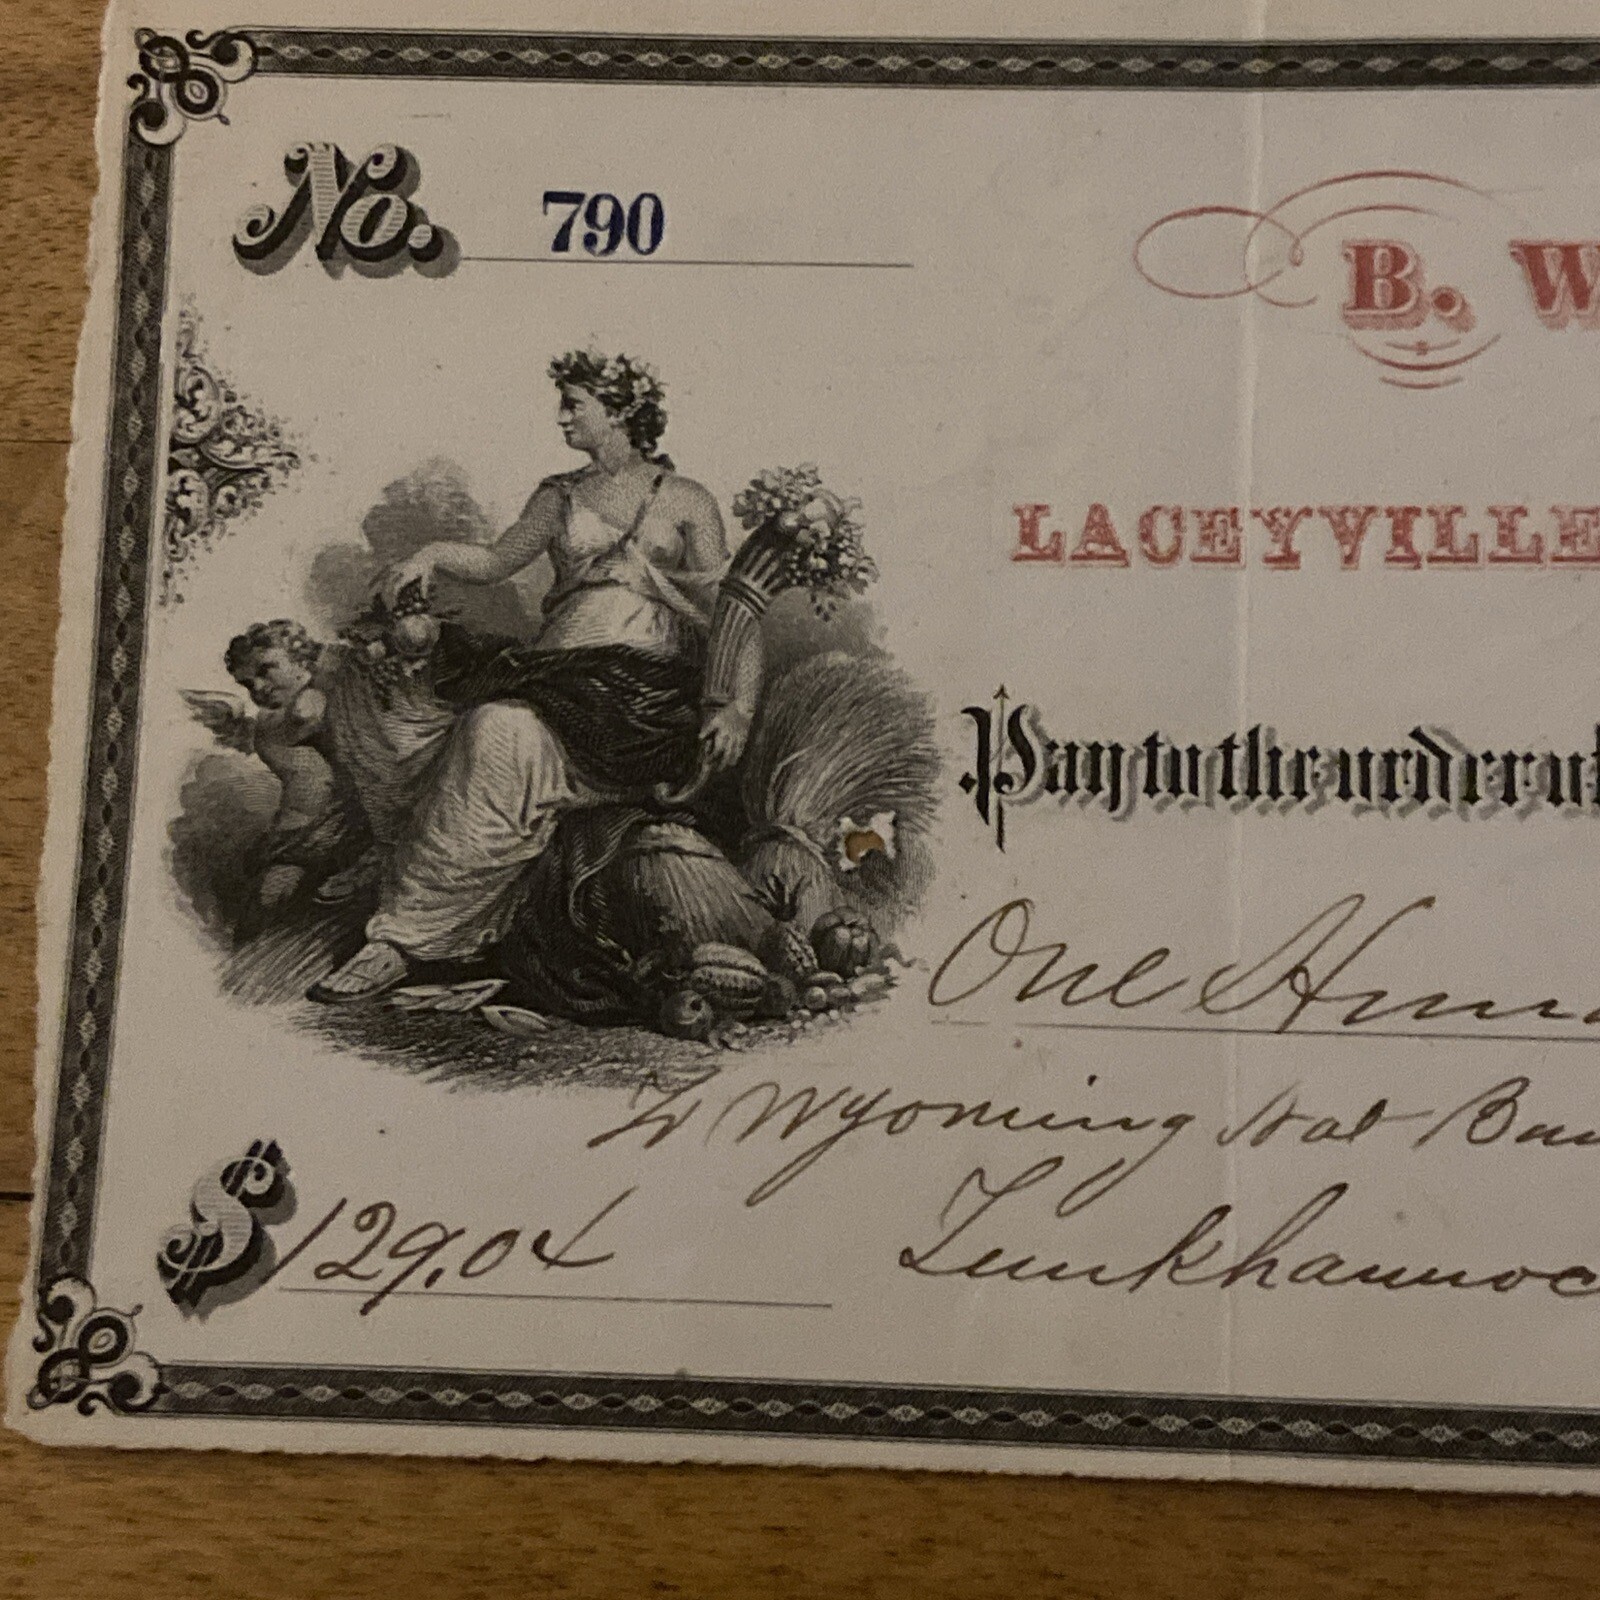 No. 790
B. W
LACEYVILLE
Pay to the order of
One Hun
To Wyoming Nat Ban
$ 129.04
Tunkhannoc